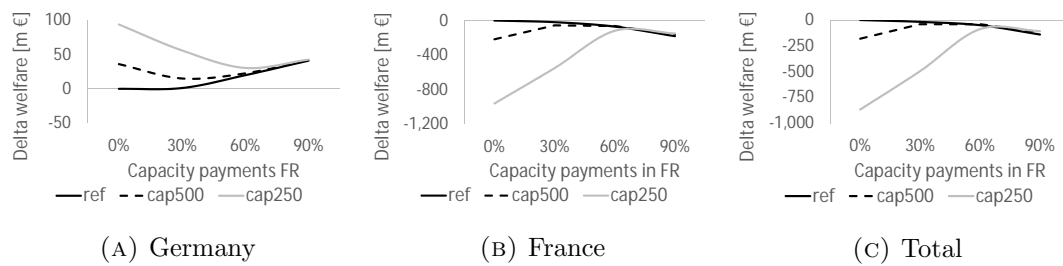 Delta welfare [m €]
100
50
0
-50
0% 30% 60% 90%
Capacity payments FR
ref cap500 cap250
(A) Germany
Delta welfare [m €]
0
-400
-800
-1,200
0% 30% 60% 90%
Capacity payments in FR
ref cap500 cap250
(B) France
Delta welfare [m €]
0
-250
-500
-750
-1,000
0% 30% 60% 90%
Capacity payments in FR
ref cap500 cap250
(C) Total